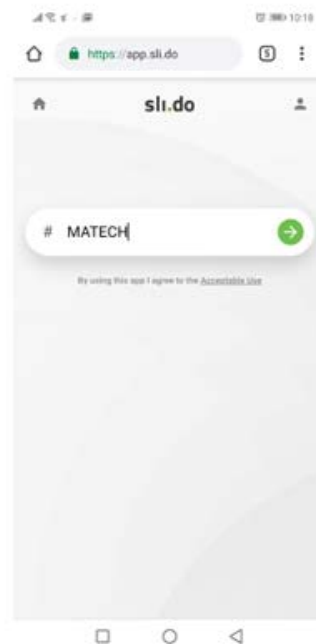 10:18
https://app.sli.do
5
sli.do
# MATECH
By using this app I agree to the Acceptable Use